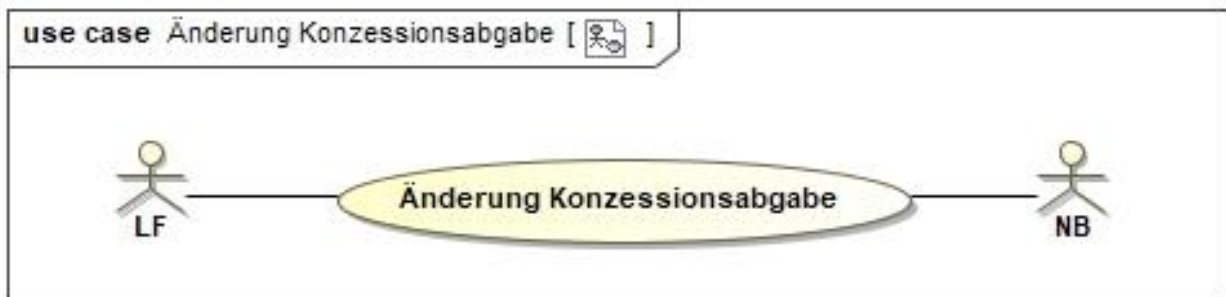 use case Änderung Konzessionsabgabe [ ]
Änderung Konzessionsabgabe
LF
NB